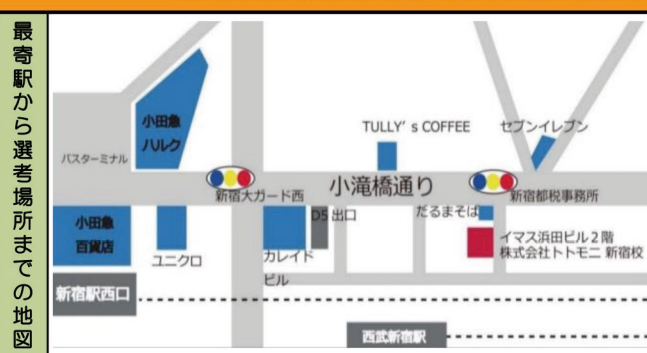 最寄駅から選考場所までの地図
小田急
ハルク
バスターミナル
TULLY' s COFFEE
セブンイレブン
新宿大ガード西
小滝橋通り
新宿都税事務所
小田急
百貨店
ユニクロ
カレイド
ビル
D5 出口
だるまそば
イマス浜田ビル2階
株式会社トトモニ 新宿校
新宿駅西口
西武新宿駅